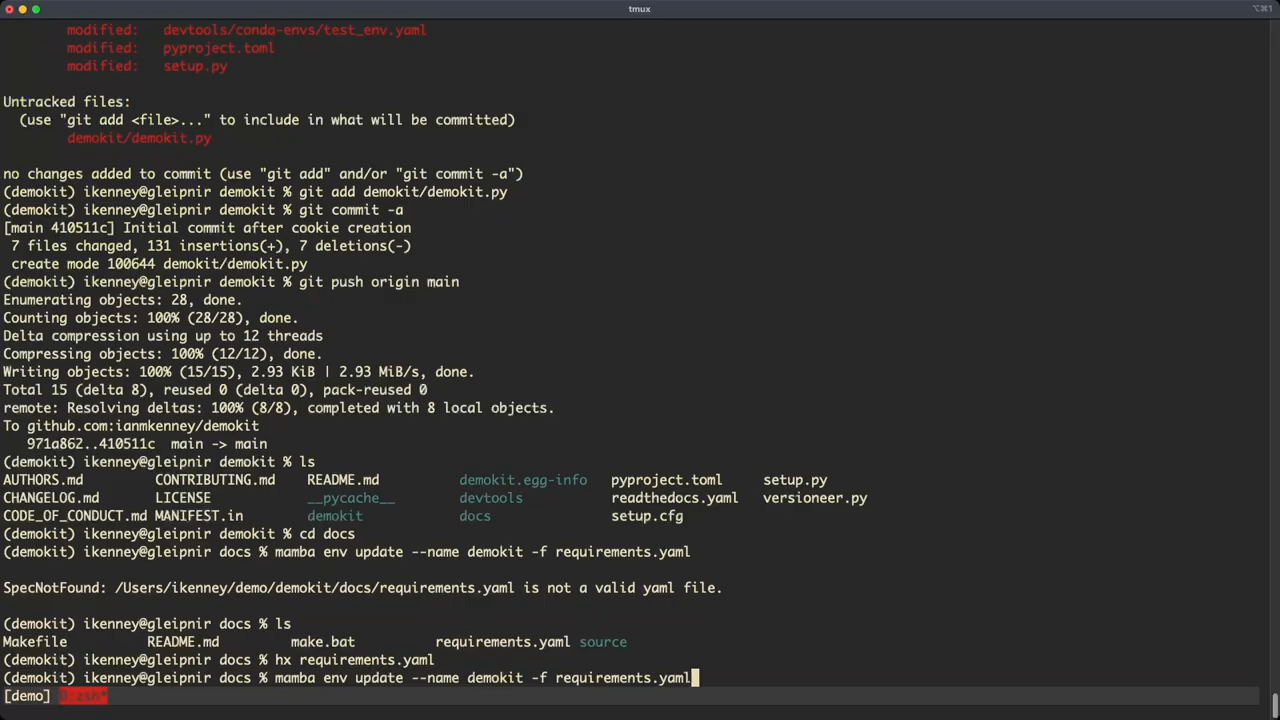 tmux
⌥⌘1
modified:   devtools/conda-envs/test_env.yaml
modified:   pyproject.toml
modified:   setup.py
Untracked files:
(use "git add <file>..." to include in what will be committed)
demokit/demokit.py
no changes added to commit (use "git add" and/or "git commit -a")
(demokit) ikenney@gleipnir demokit % git add demokit/demokit.py
(demokit) ikenney@gleipnir demokit % git commit -a
[main 410511c] Initial commit after cookie creation
7 files changed, 131 insertions(+), 7 deletions(-)
create mode 100644 demokit/demokit.py
(demokit) ikenney@gleipnir demokit % git push origin main
Enumerating objects: 28, done.
Counting objects: 100% (28/28), done.
Delta compression using up to 12 threads
Compressing objects: 100% (12/12), done.
Writing objects: 100% (15/15), 2.93 KiB | 2.93 MiB/s, done.
Total 15 (delta 8), reused 0 (delta 0), pack-reused 0
remote: Resolving deltas: 100% (8/8), completed with 8 local objects.
To github.com:ianmkenney/demokit
971a862..410511c  main -> main
(demokit) ikenney@gleipnir demokit % ls
AUTHORS.md         CONTRIBUTING.md    README.md          demokit.egg-info   pyproject.toml     setup.py
CHANGELOG.md       LICENSE            __pycache__        devtools           readthedocs.yaml   versioneer.py
CODE_OF_CONDUCT.md MANIFEST.in        demokit            docs               setup.cfg
(demokit) ikenney@gleipnir demokit % cd docs
(demokit) ikenney@gleipnir docs % mamba env update --name demokit -f requirements.yaml
SpecNotFound: /Users/ikenney/demo/demokit/docs/requirements.yaml is not a valid yaml file.
(demokit) ikenney@gleipnir docs % ls
Makefile          README.md         make.bat          requirements.yaml source
(demokit) ikenney@gleipnir docs % hx requirements.yaml
(demokit) ikenney@gleipnir docs % mamba env update --name demokit -f requirements.yaml
[demo] 0:zsh*